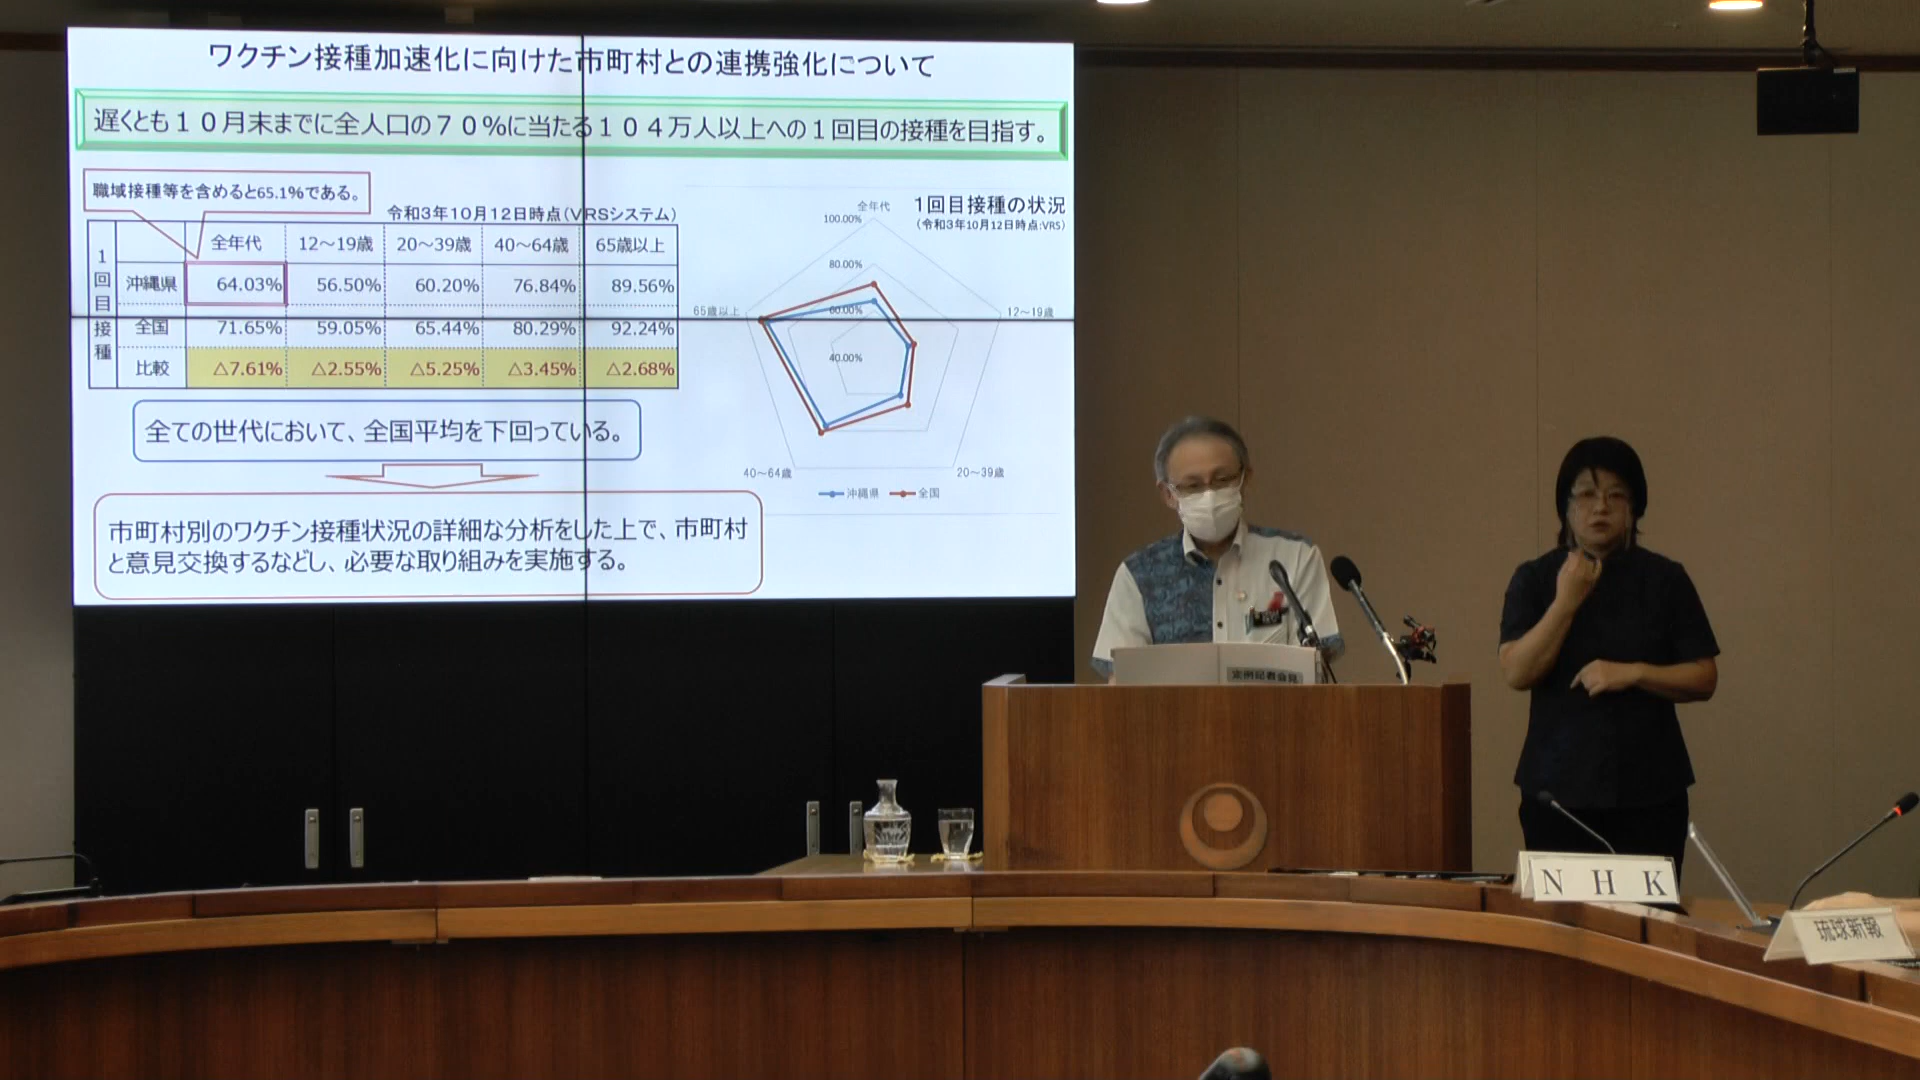 ワクチン接種加速化に向けた市町村との連携強化について
遅くとも１０月末までに全人口の７０％に当たる１０４万人以上への１回目の接種を目指す。
職域接種等を含めると65.1％である。
令和3年10月12日時点（VRSシステム）
1回目接種
全年代 12～19歳 20～39歳 40～64歳 65歳以上
沖縄県 64.03% 56.50% 60.20% 76.84% 89.56%
全国 71.65% 59.05% 65.44% 80.29% 92.24%
比較 △7.61% △2.55% △5.25% △3.45% △2.68%
全ての世代において、全国平均を下回っている。
市町村別のワクチン接種状況の詳細な分析をした上で、市町村
と意見交換するなどし、必要な取り組みを実施する。
1回目接種の状況
（令和3年10月12日時点:VRS）
全年代
100.00%
80.00%
60.00%
40.00%
65歳以上
12～19歳
40～64歳
20～39歳
沖縄県 全国
定例記者会見
NHK
琉球新報